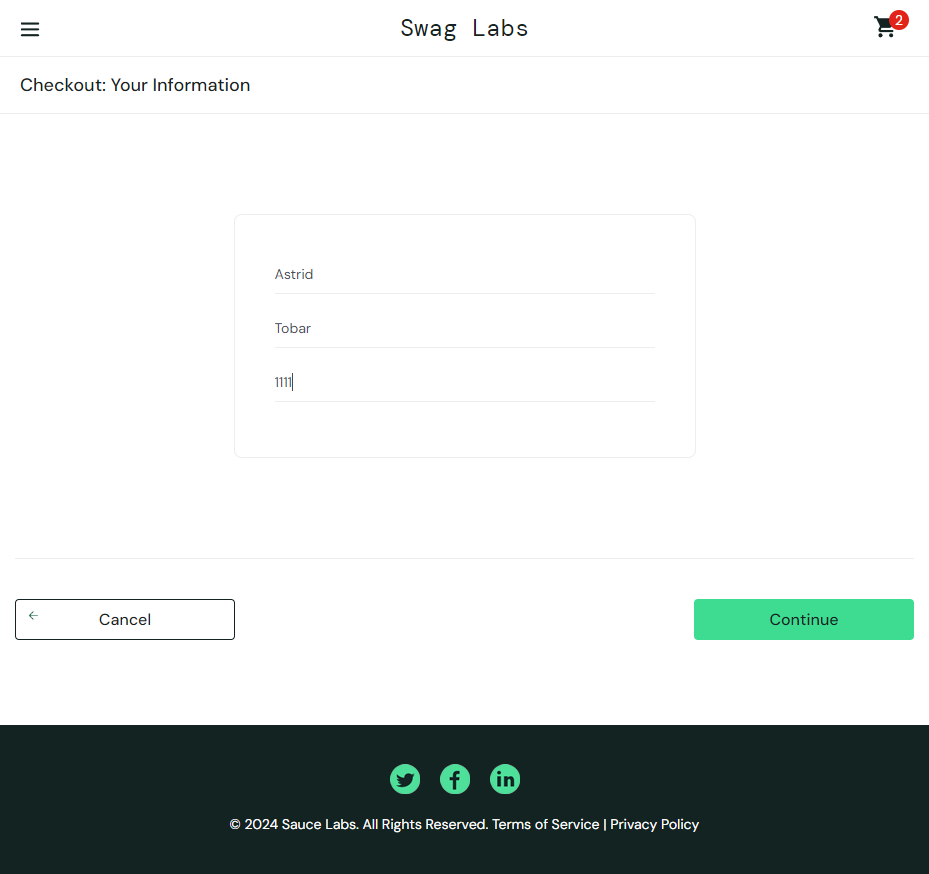 Swag Labs
2
Checkout: Your Information
Astrid
Tobar
1111
Cancel
Continue
© 2024 Sauce Labs. All Rights Reserved. Terms of Service | Privacy Policy